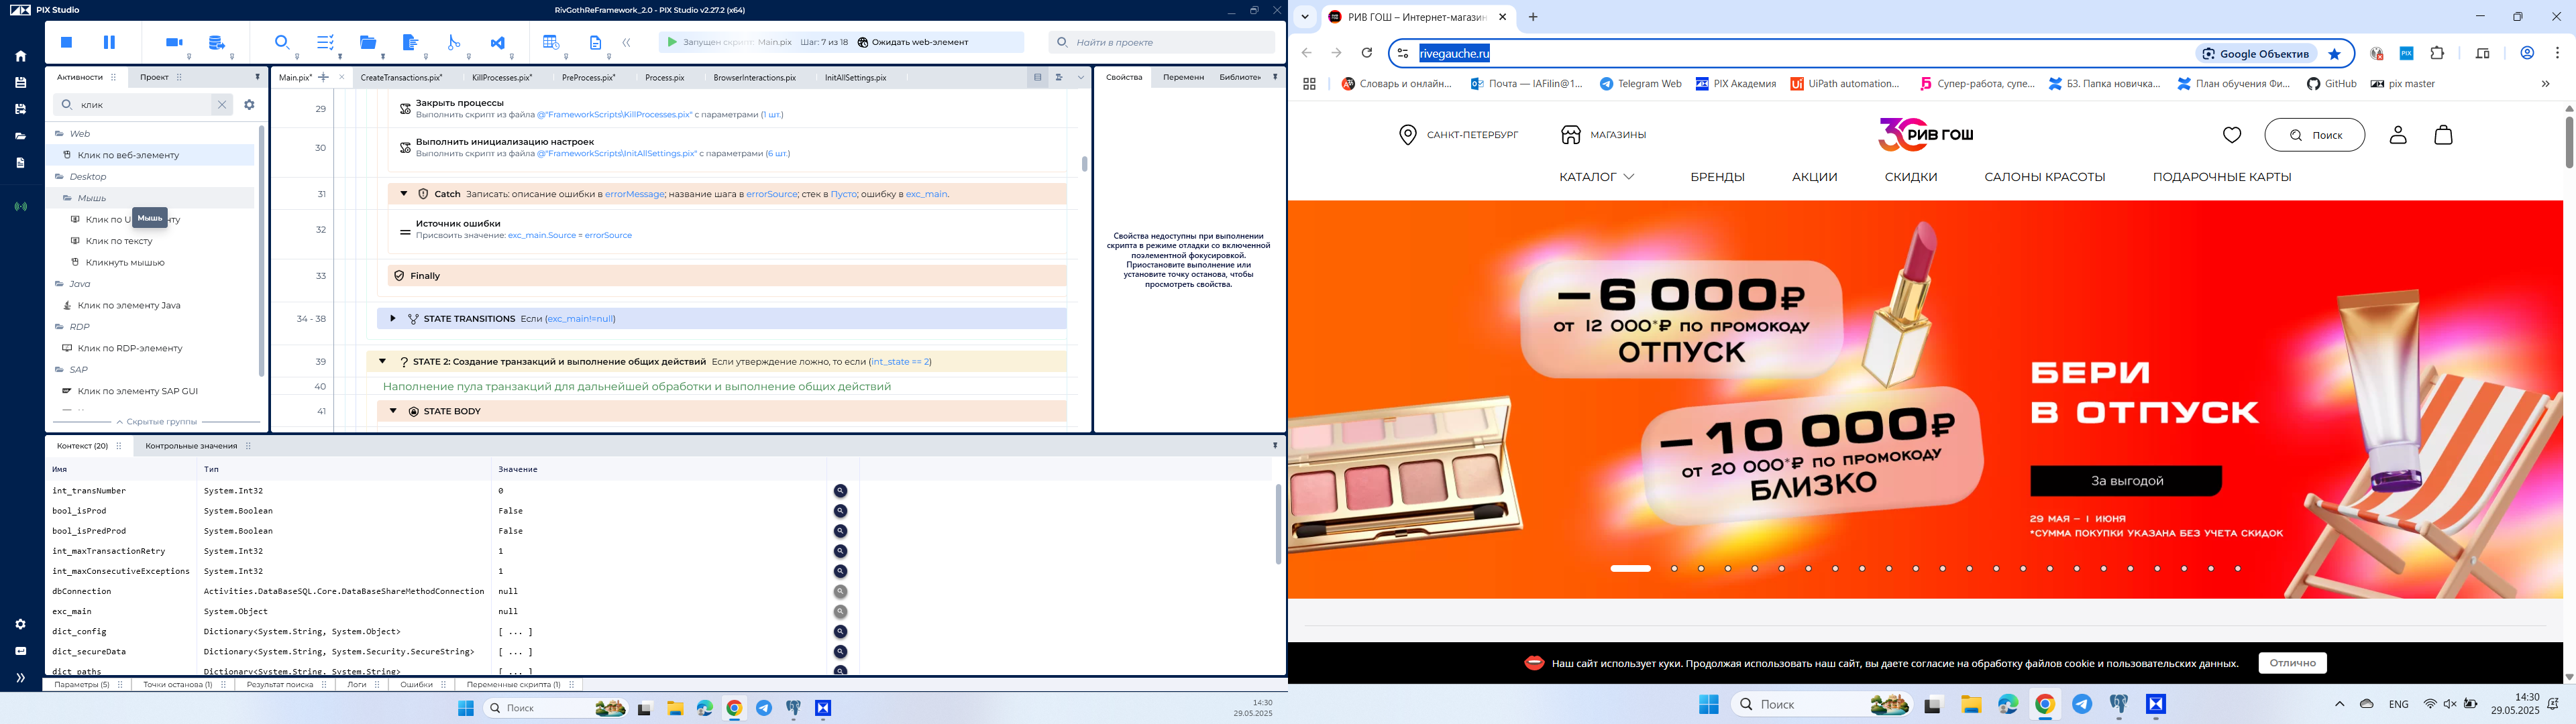 PIX Studio
RivGothReFramework_2.0 - PIX Studio v2.27.2 (x64)
Запущен скрипт: Main.pix Шаг: 7 из 18 Ожидать web-элемент
Найти в проекте
Активности
Проект
клик
Web
Клик по веб-элементу
Desktop
Мышь
Мышь
Клик по тексту
Кликнуть мышью
Java
Клик по элементу Java
RDP
Клик по RDP-элементу
SAP
Клик по элементу SAP GUI
Скрытые группы
Main.pix* CreateTransactions.pix* KillProcesses.pix* PreProcess.pix* Process.pix BrowserInteractions.pix InitAllSettings.pix
29 Закрыть процессы
Выполнить скрипт из файла @"FrameworkScripts\KillProcesses.pix" с параметрами (1 шт.)
30 Выполнить инициализацию настроек
Выполнить скрипт из файла @"FrameworkScripts\InitAllSettings.pix" с параметрами (6 шт.)
31 Catch Записать: описание ошибки в errorMessage; название шага в errorSource; стек в Пусто; ошибку в exc_main.
32 Источник ошибки
Присвоить значение: exc_main.Source = errorSource
33 Finally
34 - 38 STATE TRANSITIONS Если (exc_main!=null)
39 STATE 2: Создание транзакций и выполнение общих действий Если утверждение ложно, то если (int_state == 2)
40 Наполнение пула транзакций для дальнейшей обработки и выполнение общих действий
41 STATE BODY
Свойства Переменн Библиотек
Свойства недоступны при выполнении
скрипта в режиме отладки со включенной
поэлементной фокусировкой.
Приостановите выполнение или
установите точку останова, чтобы
просмотреть свойства.
Контекст (20) Контрольные значения
Имя Тип Значение
int_transNumber System.Int32 0
bool_isProd System.Boolean False
bool_isPredProd System.Boolean False
int_maxTransactionRetry System.Int32 1
int_maxConsecutiveExceptions System.Int32 1
dbConnection Activities.DataBaseSQL.Core.DataBaseShareMethodConnection null
exc_main System.Object null
dict_config Dictionary<System.String, System.Object> [ ... ]
dict_secureData Dictionary<System.String, System.Security.SecureString> [ ... ]
dict_paths Dictionary<System.String, System.String> [ ... ]
Параметры (5) Точки останова (1) Результат поиска Логи Ошибки Переменные скрипта (1)
Поиск
14:30
29.05.2025
РИВ ГОШ – Интернет-магазин
rivegauche.ru
Google Объектив
PIX
Словарь и онлайн... Почта — IAFilin@1... Telegram Web PIX Академия UiPath automation... Супер-работа, супе... БЗ. Папка новичка... План обучения Фи... GitHub pix master
САНКТ-ПЕТЕРБУРГ
МАГАЗИНЫ
30 РИВ ГОШ
Поиск
КАТАЛОГ БРЕНДЫ АКЦИИ СКИДКИ САЛОНЫ КРАСОТЫ ПОДАРОЧНЫЕ КАРТЫ
–6 000₽
ОТ 12 000*₽ ПО ПРОМОКОДУ
ОТПУСК
–10 000₽
ОТ 20 000*₽ ПО ПРОМОКОДУ
БЛИЗКО
БЕРИ
В ОТПУСК
За выгодой
29 МАЯ – 1 ИЮНЯ
*СУММА ПОКУПКИ УКАЗАНА БЕЗ УЧЕТА СКИДОК
Наш сайт использует куки. Продолжая использовать наш сайт, вы даете согласие на обработку файлов cookie и пользовательских данных.
Отлично
Поиск
ENG
14:30
29.05.2025